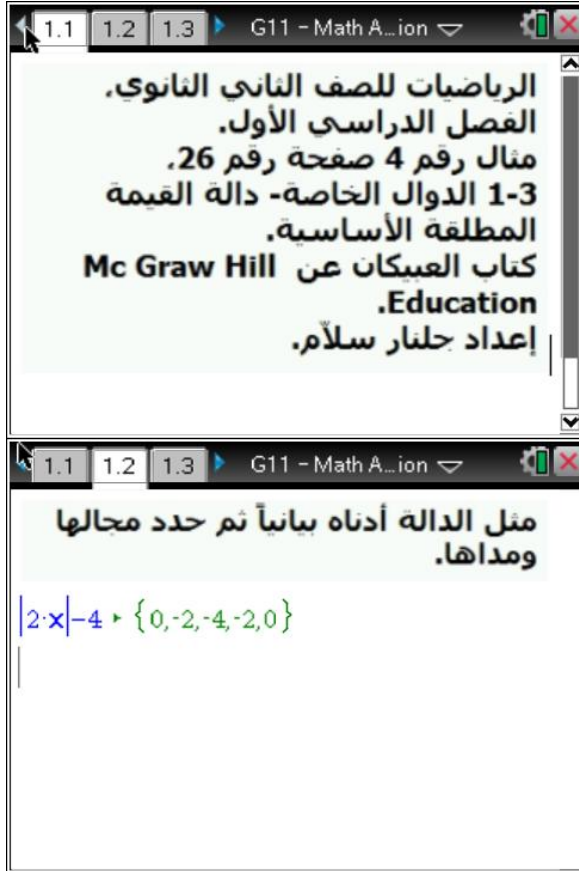 1.1 1.2 1.3 G11 – Math A...ion
الرياضيات للصف الثاني الثانوي،
الفصل الدراسي الأول.
مثال رقم 4 صفحة رقم 26،
1-3 الدوال الخاصة- دالة القيمة
المطلقة الأساسية.
كتاب العبيكان عن Mc Graw Hill
Education.
إعداد جلنار سلاّم.
1.1 1.2 1.3 G11 – Math A...ion
مثل الدالة أدناه بيانياً ثم حدد مجالها
ومداها.
|2·x|−4 ▸ {0,-2,-4,-2,0}